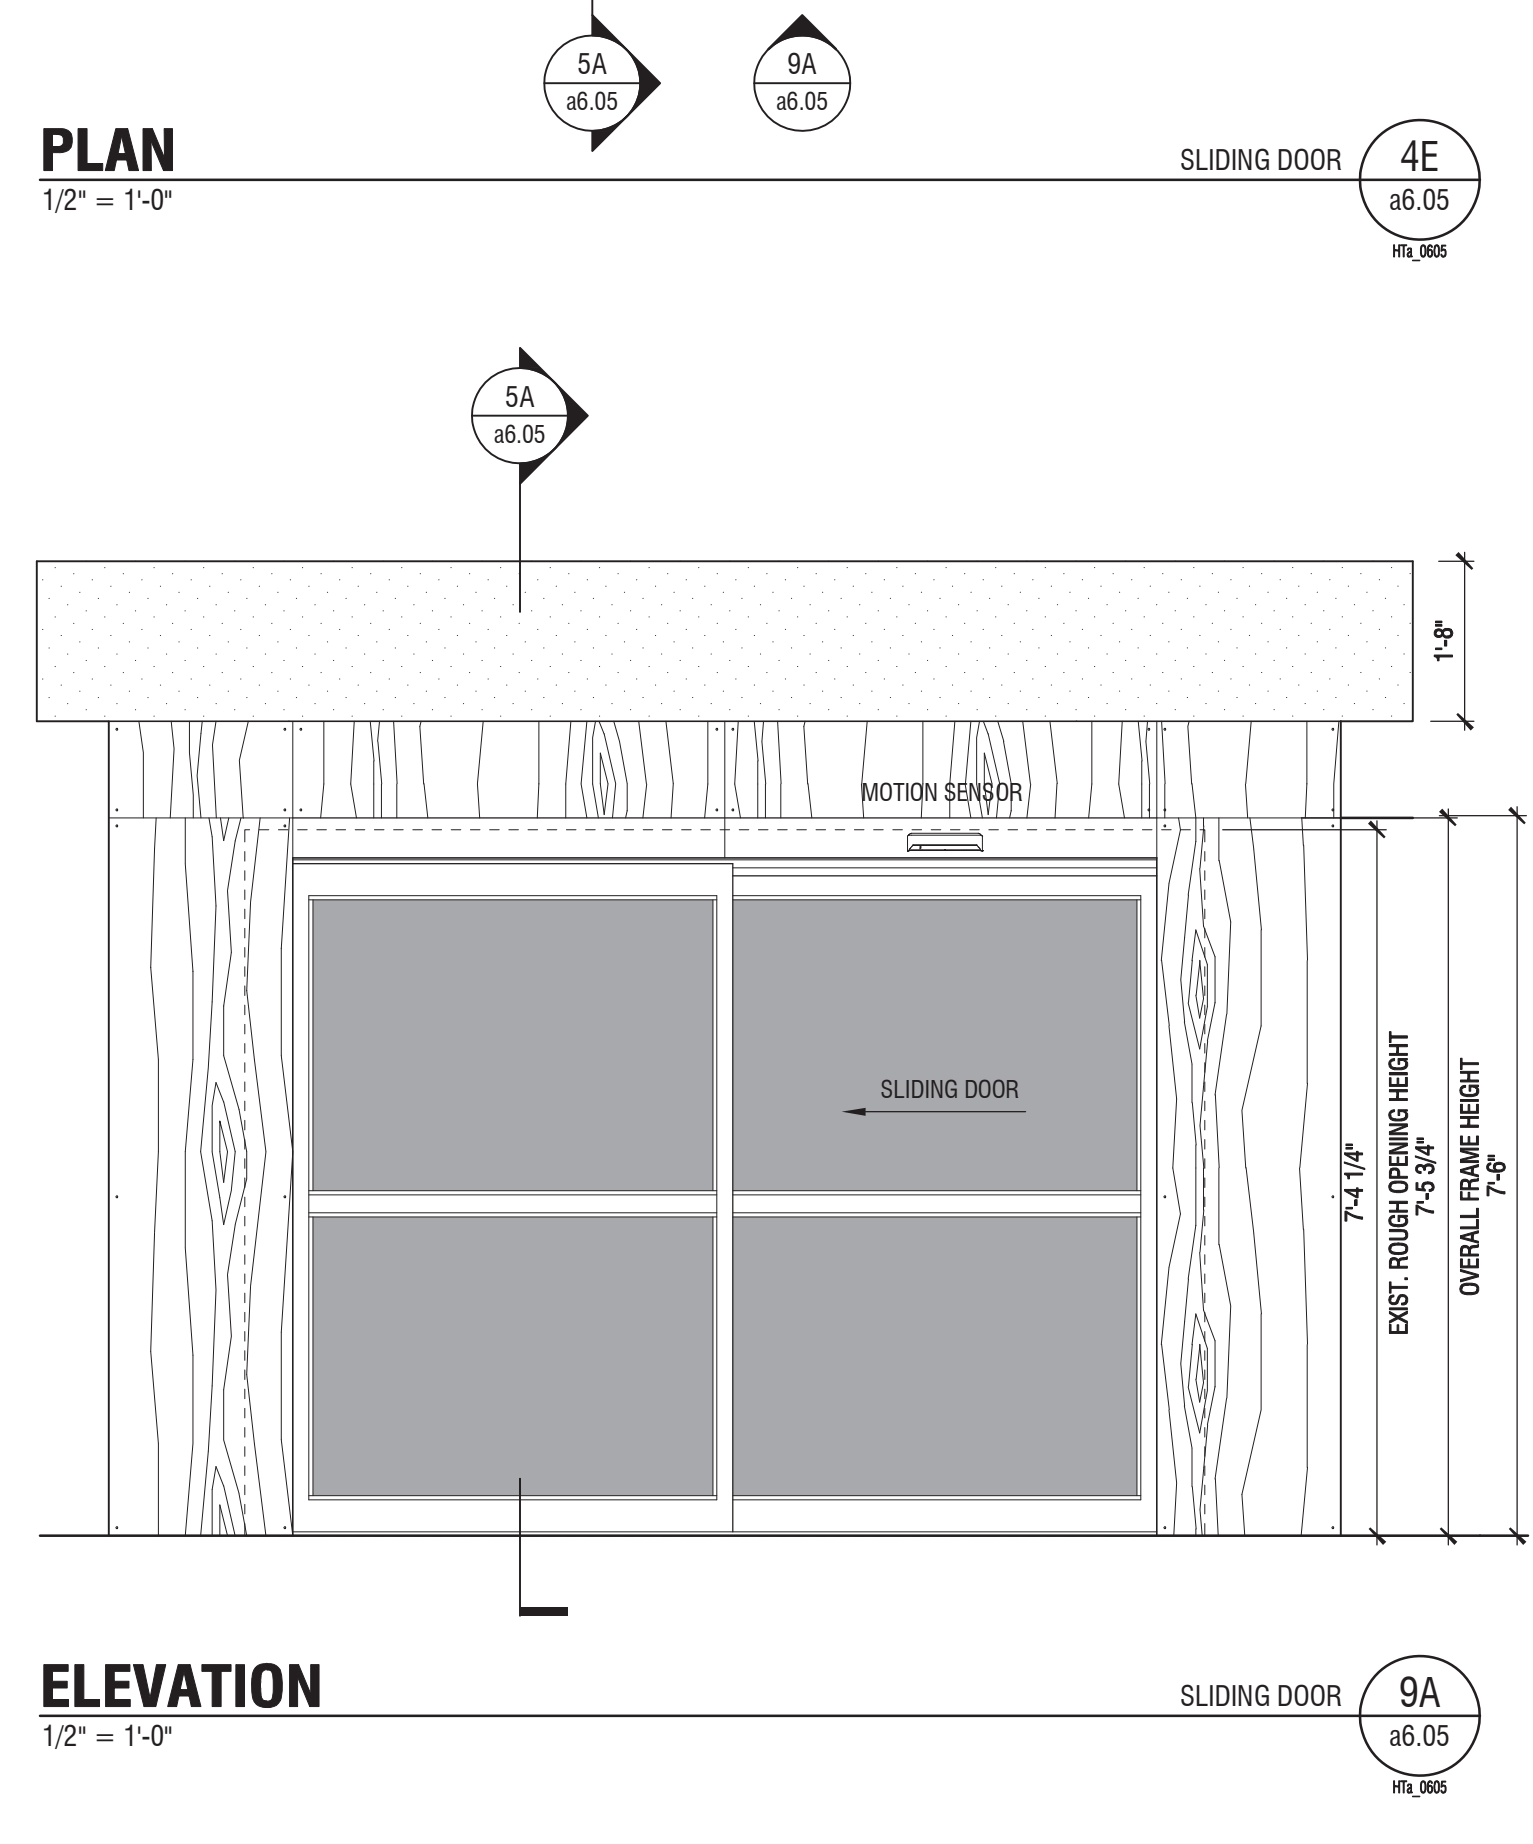 5A
a6.05
9A
a6.05
PLAN
1/2" = 1'-0"
SLIDING DOOR
4E
a6.05
HTa_0605
5A
a6.05
1'-8"
MOTION SENSOR
SLIDING DOOR
7'-4 1/4"
EXIST. ROUGH OPENING HEIGHT
7'-5 3/4"
OVERALL FRAME HEIGHT
7'-6"
ELEVATION
1/2" = 1'-0"
SLIDING DOOR
9A
a6.05
HTa_0605